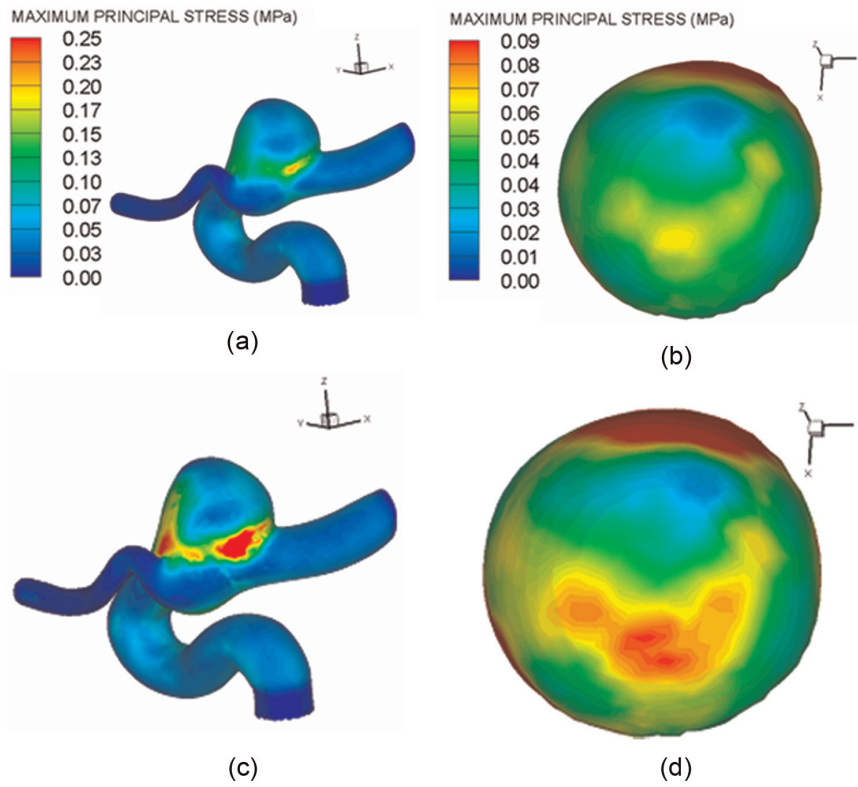 MAXIMUM PRINCIPAL STRESS (MPa)
0.25
0.23
0.20
0.17
0.15
0.13
0.10
0.07
0.05
0.03
0.00
Z
Y
X
(a)
MAXIMUM PRINCIPAL STRESS (MPa)
0.09
0.08
0.07
0.06
0.05
0.04
0.03
0.02
0.01
0.00
Z
X
(b)
Z
Y
X
(c)
Z
X
(d)